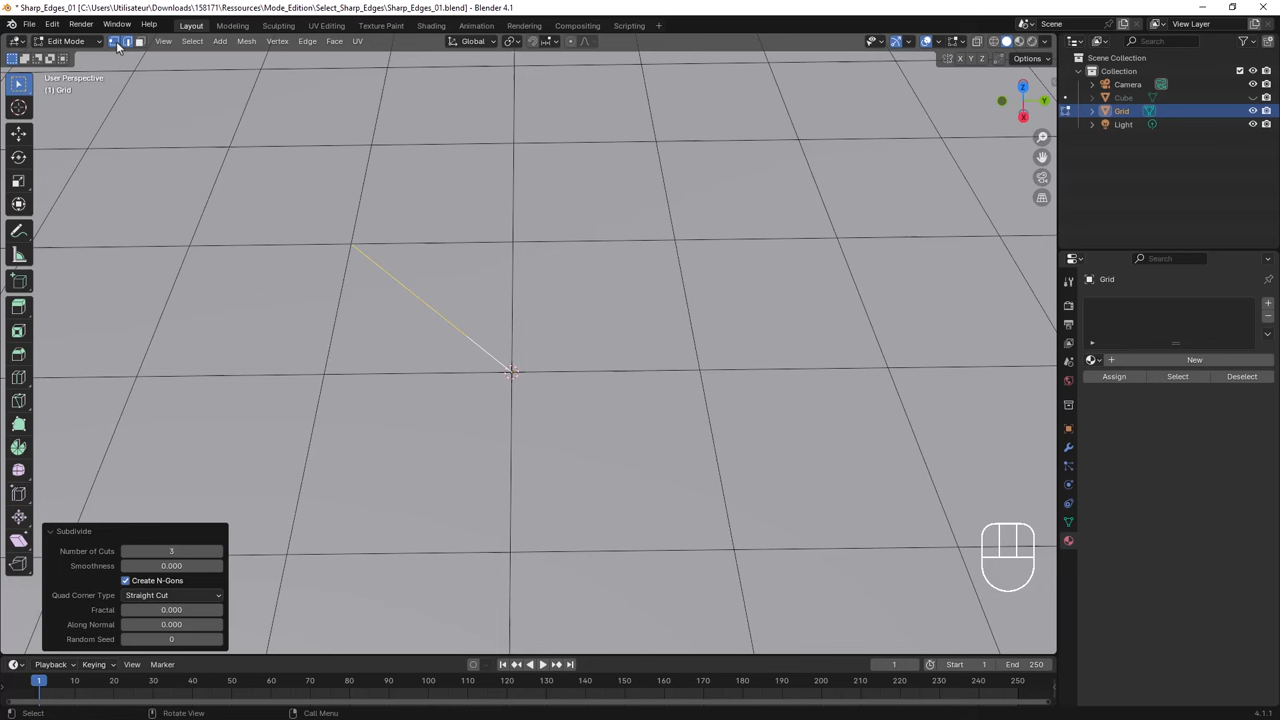 * Sharp_Edges_01 [C:\Users\Utilisateur\Downloads\158171\Ressources\Mode_Edition\Select_Sharp_Edges\Sharp_Edges_01.blend] - Blender 4.1
File Edit Render Window Help Layout Modeling Sculpting UV Editing Texture Paint Shading Animation Rendering Compositing Geometry Nodes Scripting + Scene View Layer
Edit Mode View Select Add Mesh Vertex Edge Face UV Global Search
X Y Z Options
User Perspective
(1) Grid
Z
Y
X
Scene Collection
Collection
Camera
Cube
Grid
Light
Search
Grid
+
−
+ New
Assign Select Deselect
Subdivide
Number of Cuts 3
Smoothness 0.000
Create N-Gons
Quad Corner Type Straight Cut
Fractal 0.000
Along Normal 0.000
Random Seed 0
Playback Keying View Marker 1 Start 1 End 250
1 10 20 30 40 50 60 70 80 90 100 110 120 130 140 150 160 170 180 190 200 210 220 230 240 250
Select Rotate View Call Menu 4.1.1